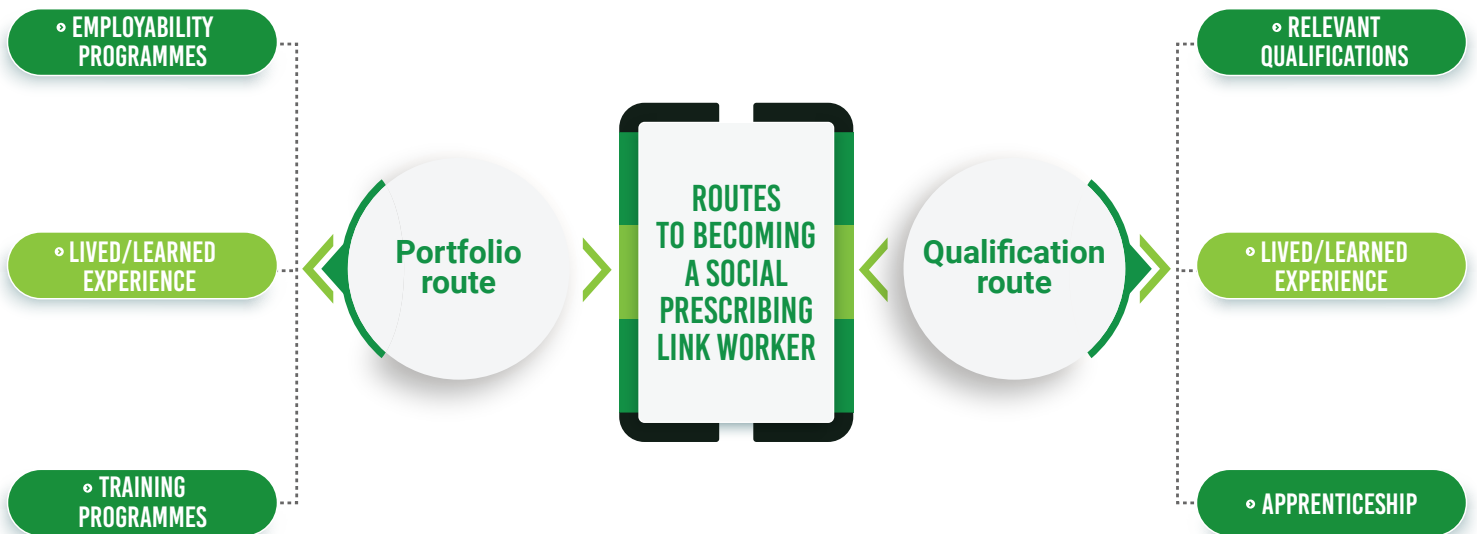 EMPLOYABILITY
PROGRAMMES
LIVED/LEARNED
EXPERIENCE
TRAINING
PROGRAMMES
Portfolio
route
ROUTES
TO BECOMING
A SOCIAL
PRESCRIBING
LINK WORKER
Qualification
route
RELEVANT
QUALIFICATIONS
LIVED/LEARNED
EXPERIENCE
APPRENTICESHIP